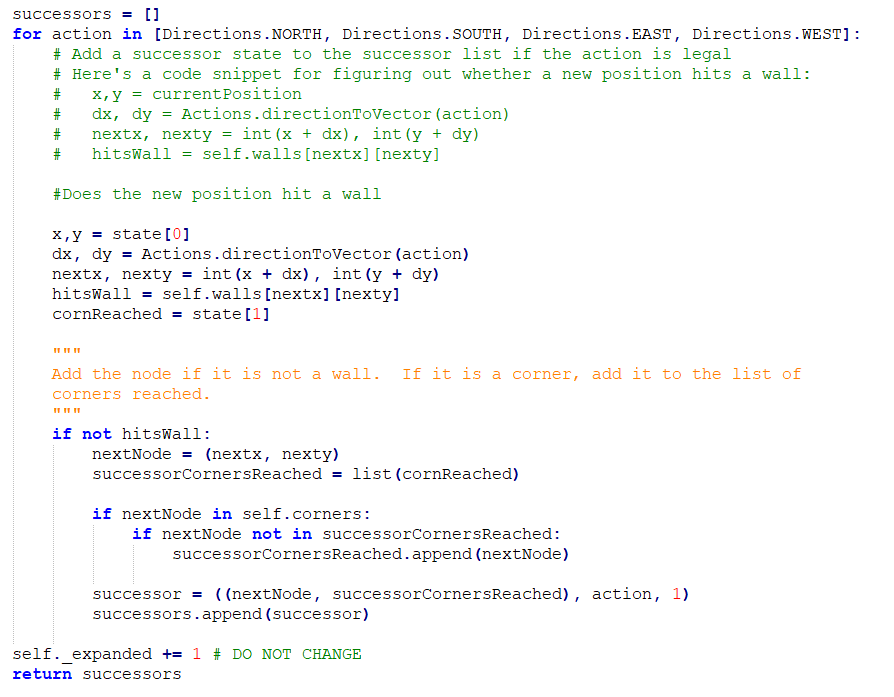 successors = []
for action in [Directions.NORTH, Directions.SOUTH, Directions.EAST, Directions.WEST]:
    # Add a successor state to the successor list if the action is legal
    # Here's a code snippet for figuring out whether a new position hits a wall:
    #   x,y = currentPosition
    #   dx, dy = Actions.directionToVector(action)
    #   nextx, nexty = int(x + dx), int(y + dy)
    #   hitsWall = self.walls[nextx][nexty]

    #Does the new position hit a wall

    x,y = state[0]
    dx, dy = Actions.directionToVector(action)
    nextx, nexty = int(x + dx), int(y + dy)
    hitsWall = self.walls[nextx][nexty]
    cornReached = state[1]

    """
    Add the node if it is not a wall.  If it is a corner, add it to the list of
    corners reached.
    """
    if not hitsWall:
        nextNode = (nextx, nexty)
        successorCornersReached = list(cornReached)

        if nextNode in self.corners:
            if nextNode not in successorCornersReached:
                successorCornersReached.append(nextNode)

        successor = ((nextNode, successorCornersReached), action, 1)
        successors.append(successor)

self._expanded += 1 # DO NOT CHANGE
return successors